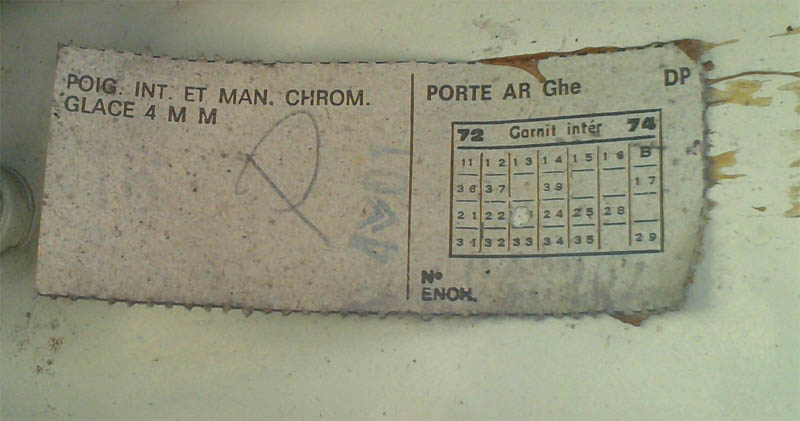 POIG. INT. ET MAN. CHROM.
GLACE 4 M M
PORTE AR Ghe
DP
72 Garnit intér 74
11 12 13 14 15 16 B
36 37 39 17
21 22 24 25 28
31 32 33 34 35 29
N°
ENCH.